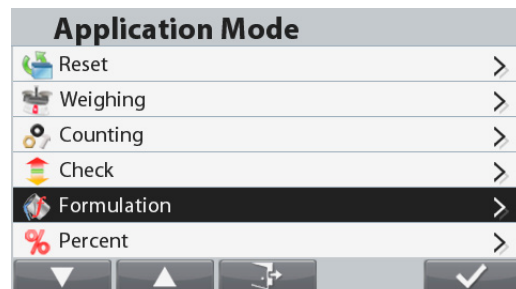 Application Mode
Reset
Weighing
Counting
Check
Formulation
Percent